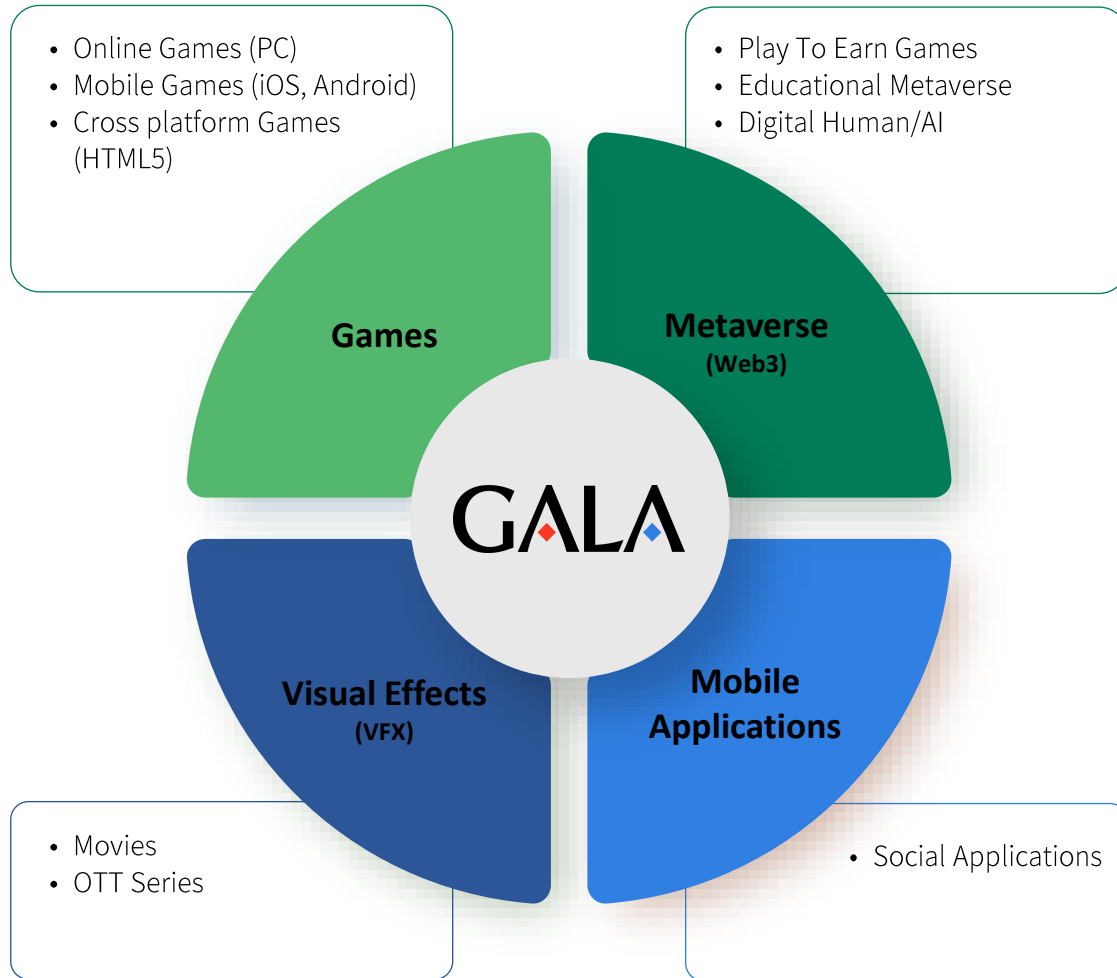 • Online Games (PC)
• Mobile Games (iOS, Android)
• Cross platform Games
(HTML5)
• Play To Earn Games
• Educational Metaverse
• Digital Human/AI
Games
Metaverse
(Web3)
GALA
Visual Effects
(VFX)
Mobile
Applications
• Movies
• OTT Series
• Social Applications